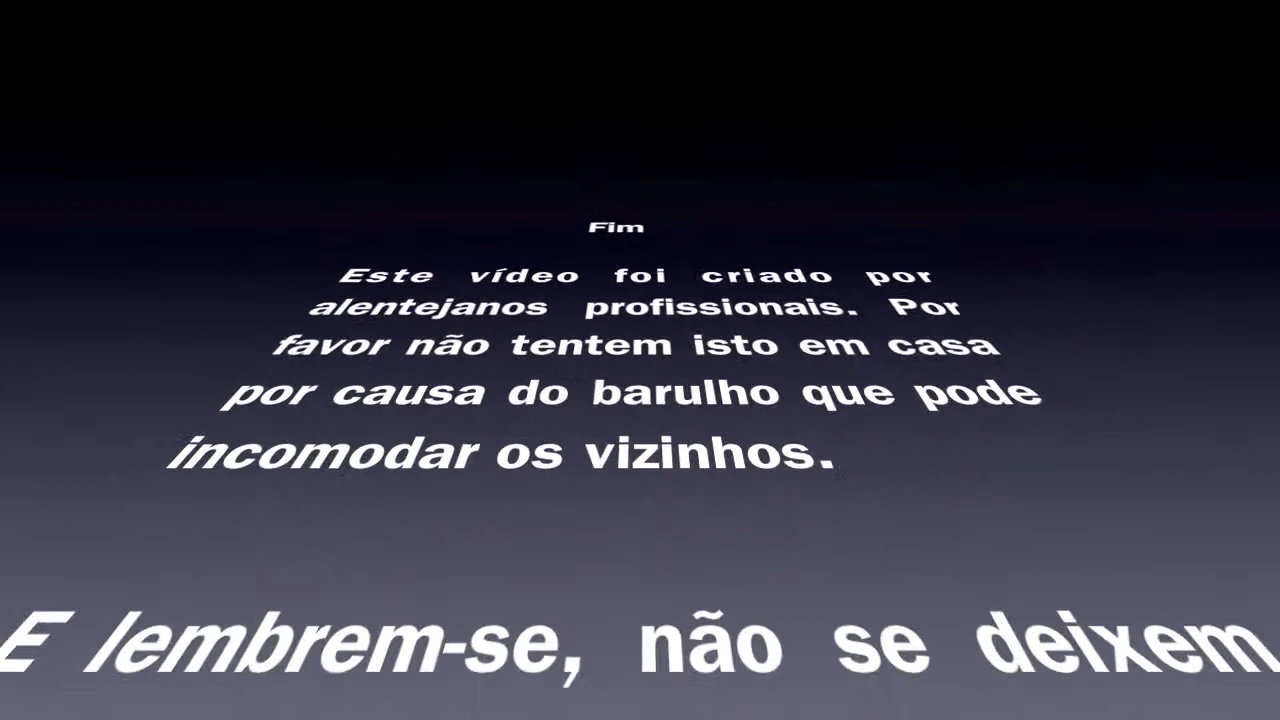 Fim
Este vídeo foi criado por
alentejanos profissionais. Por
favor não tentem isto em casa
por causa do barulho que pode
incomodar os vizinhos.
E lembrem-se, não se deixem